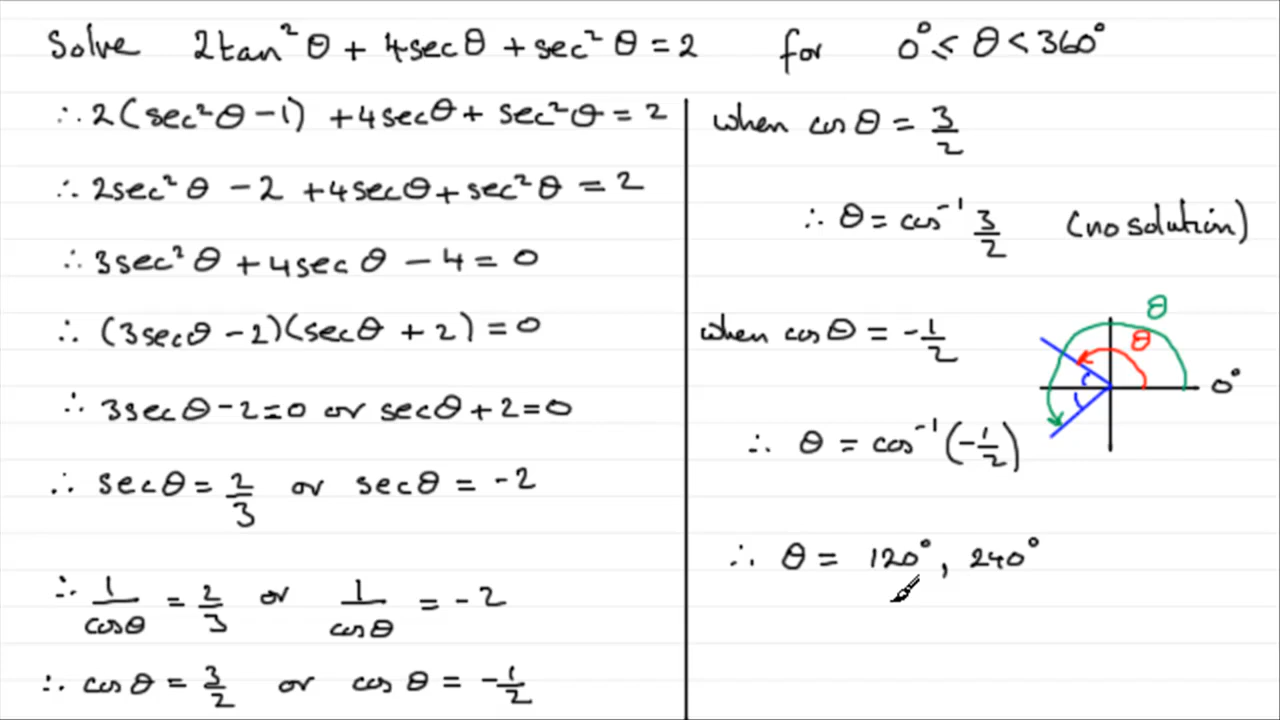 Solve 2tan²θ + 4secθ + sec²θ = 2 for 0° ≤ θ < 360°
∴ 2(sec²θ - 1) + 4secθ + sec²θ = 2
∴ 2sec²θ - 2 + 4secθ + sec²θ = 2
∴ 3sec²θ + 4secθ - 4 = 0
∴ (3secθ - 2)(secθ + 2) = 0
∴ 3secθ - 2 = 0 or secθ + 2 = 0
∴ secθ = 2/3 or secθ = -2
∴ 1/cosθ = 2/3 or 1/cosθ = -2
∴ cosθ = 3/2 or cosθ = -1/2
when cosθ = 3/2
∴ θ = cos⁻¹ 3/2 (no solution)
when cosθ = -1/2
θ
θ
0°
∴ θ = cos⁻¹(-1/2)
∴ θ = 120°, 240°